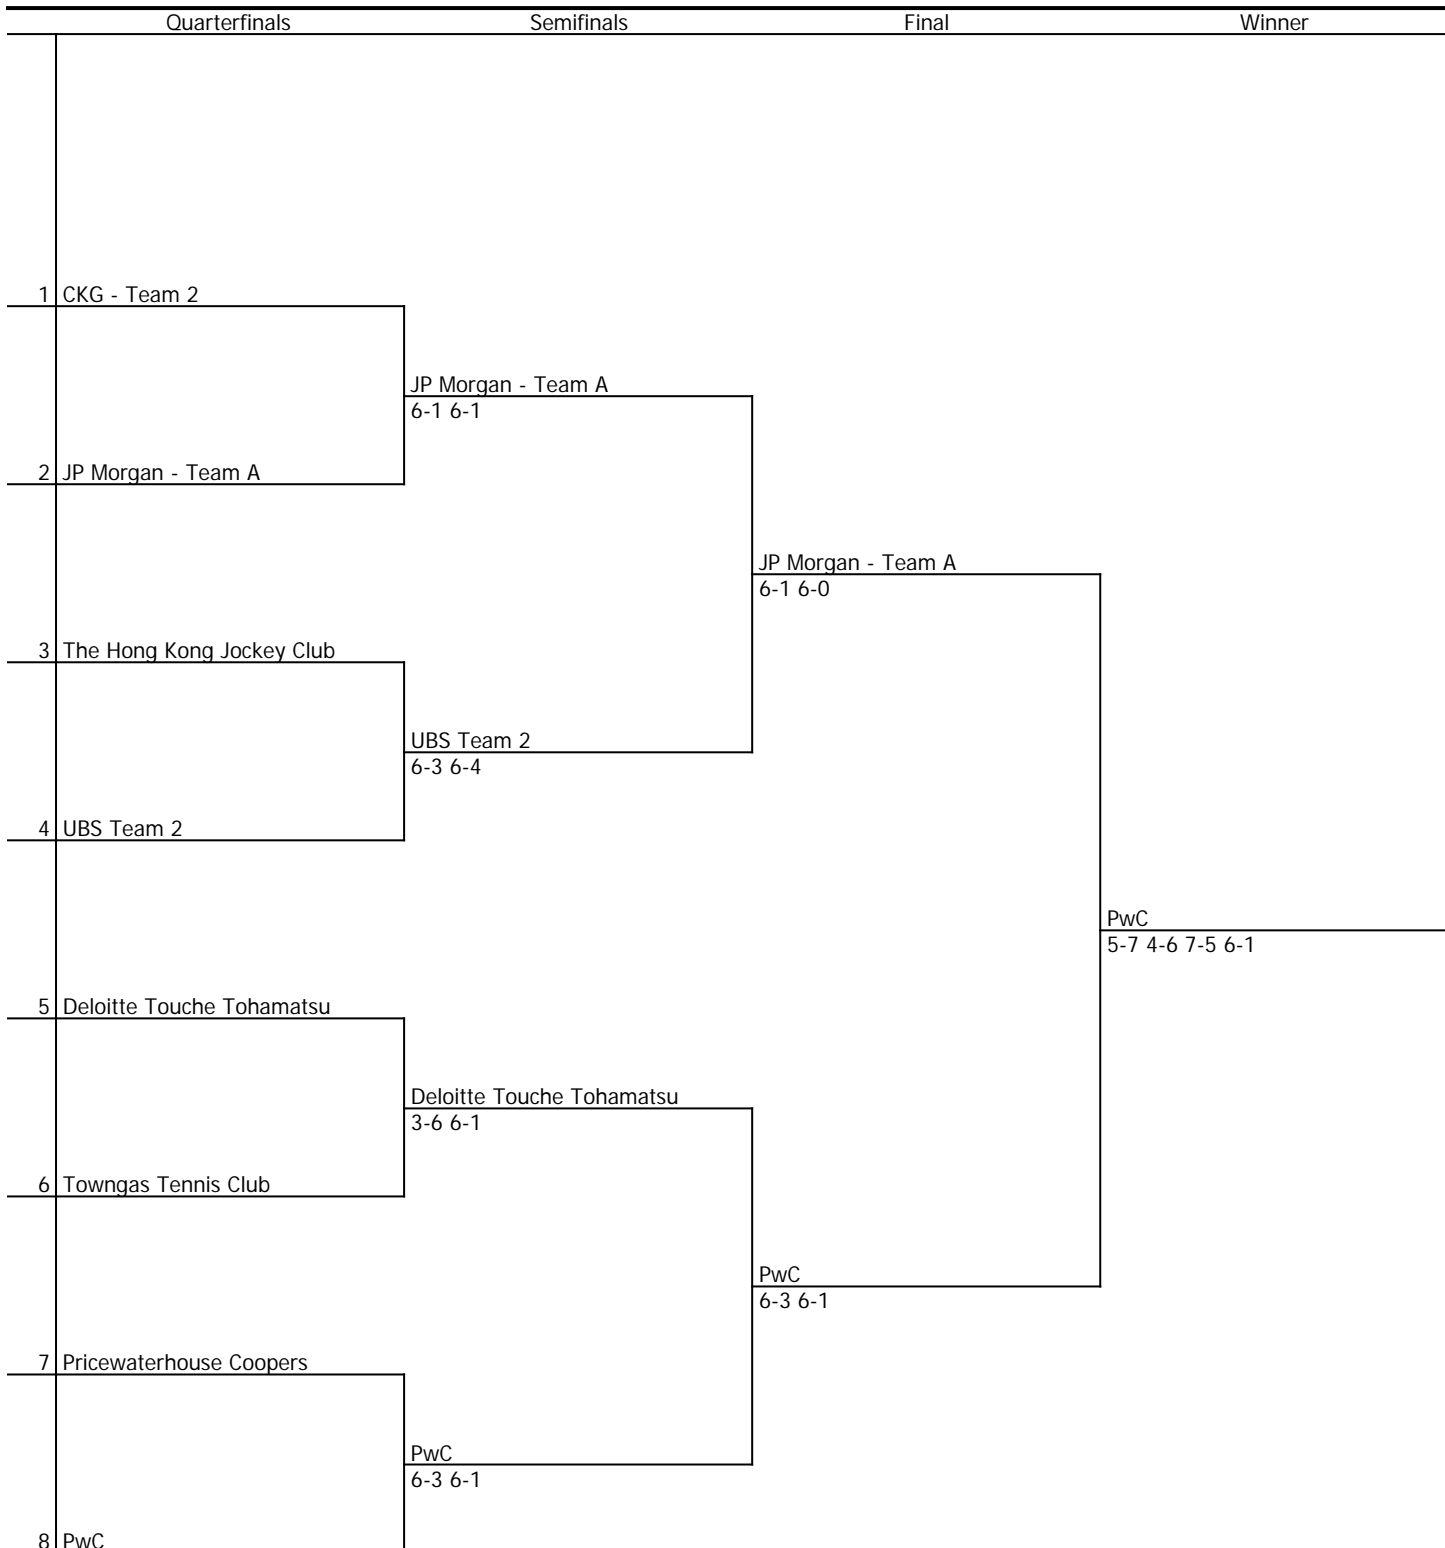 Quarterfinals Semifinals Final Winner
1 CKG - Team 2
JP Morgan - Team A
6-1 6-1
2 JP Morgan - Team A
JP Morgan - Team A
6-1 6-0
3 The Hong Kong Jockey Club
UBS Team 2
6-3 6-4
4 UBS Team 2
PwC
5-7 4-6 7-5 6-1
5 Deloitte Touche Tohamatsu
Deloitte Touche Tohamatsu
3-6 6-1
6 Towngas Tennis Club
PwC
6-3 6-1
7 Pricewaterhouse Coopers
PwC
6-3 6-1
8 PwC